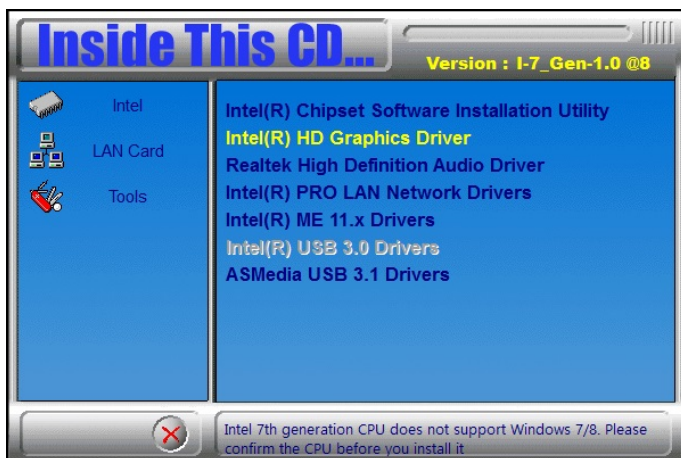 Inside This CD...
Version : I-7_Gen-1.0 @8
Intel
LAN Card
Tools
Intel(R) Chipset Software Installation Utility
Intel(R) HD Graphics Driver
Realtek High Definition Audio Driver
Intel(R) PRO LAN Network Drivers
Intel(R) ME 11.x Drivers
Intel(R) USB 3.0 Drivers
ASMedia USB 3.1 Drivers
Intel 7th generation CPU does not support Windows 7/8. Please
confirm the CPU before you install it